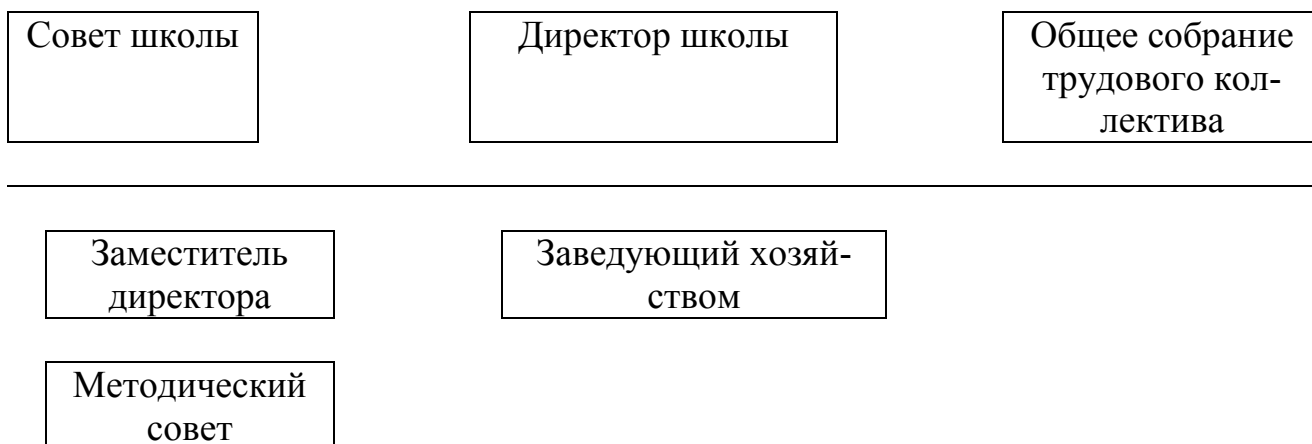 Совет школы
Директор школы
Общее собрание
трудового кол-
лектива
Заместитель
директора
Заведующий хозяй-
ством
Методический
совет